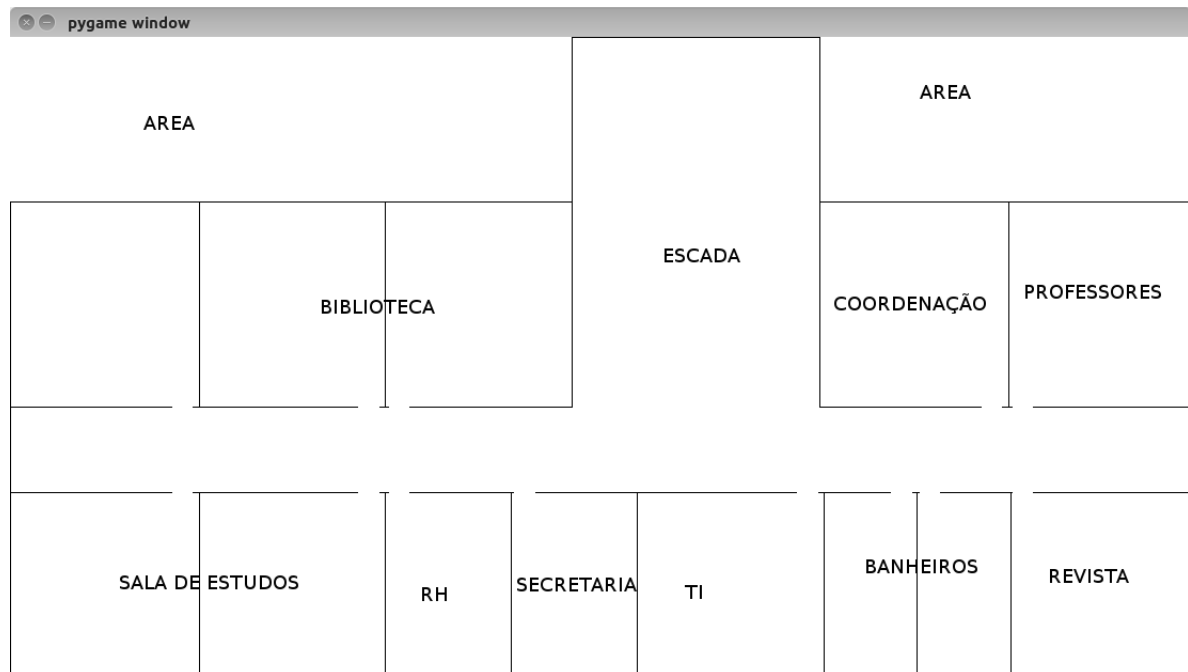 pygame window
AREA
AREA
ESCADA
BIBLIOTECA
COORDENAÇÃO
PROFESSORES
SALA DE ESTUDOS
RH
SECRETARIA
TI
BANHEIROS
REVISTA